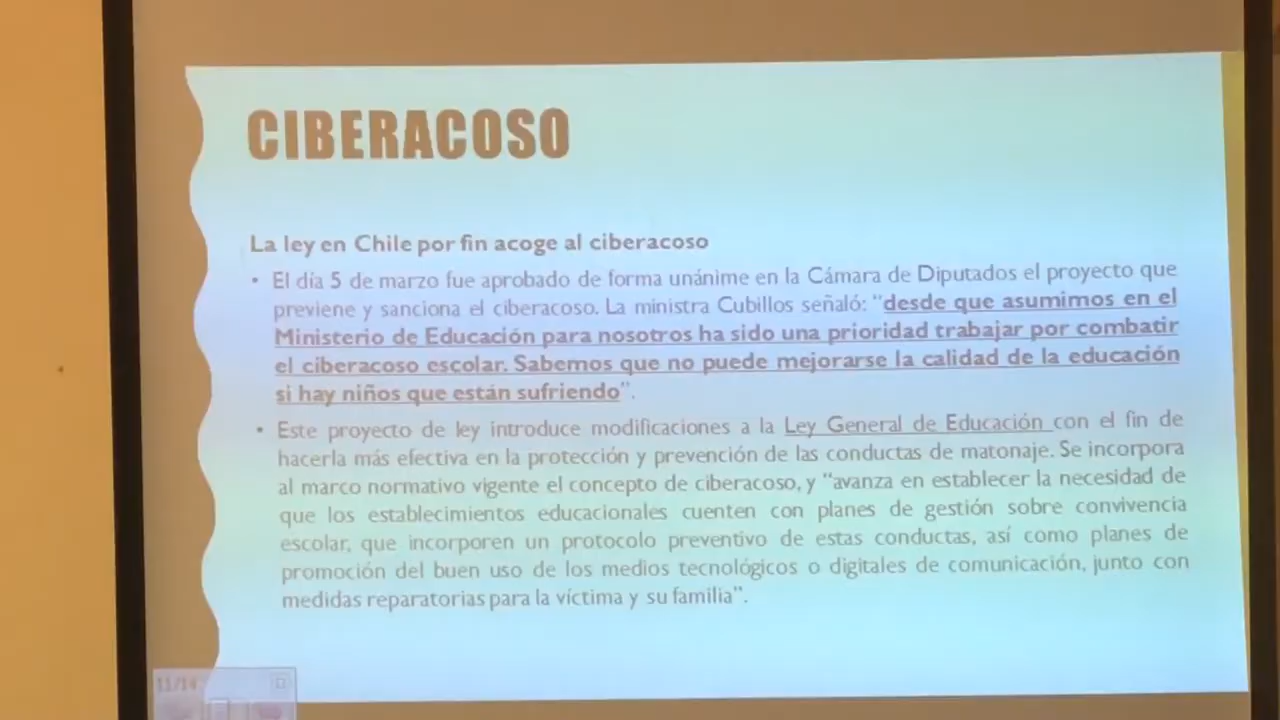 CIBERACOSO
La ley en Chile por fin acoge al ciberacoso
• El día 5 de marzo fue aprobado de forma unánime en la Cámara de Diputados el proyecto que
previene y sanciona el ciberacoso. La ministra Cubillos señaló: "desde que asumimos en el
Ministerio de Educación para nosotros ha sido una prioridad trabajar por combatir
el ciberacoso escolar. Sabemos que no puede mejorarse la calidad de la educación
si hay niños que están sufriendo".
• Este proyecto de ley introduce modificaciones a la Ley General de Educación con el fin de
hacerla más efectiva en la protección y prevención de las conductas de matonaje. Se incorpora
al marco normativo vigente el concepto de ciberacoso, y "avanza en establecer la necesidad de
que los establecimientos educacionales cuenten con planes de gestión sobre convivencia
escolar, que incorporen un protocolo preventivo de estas conductas, así como planes de
promoción del buen uso de los medios tecnológicos o digitales de comunicación, junto con
medidas reparatorias para la víctima y su familia".
11/14